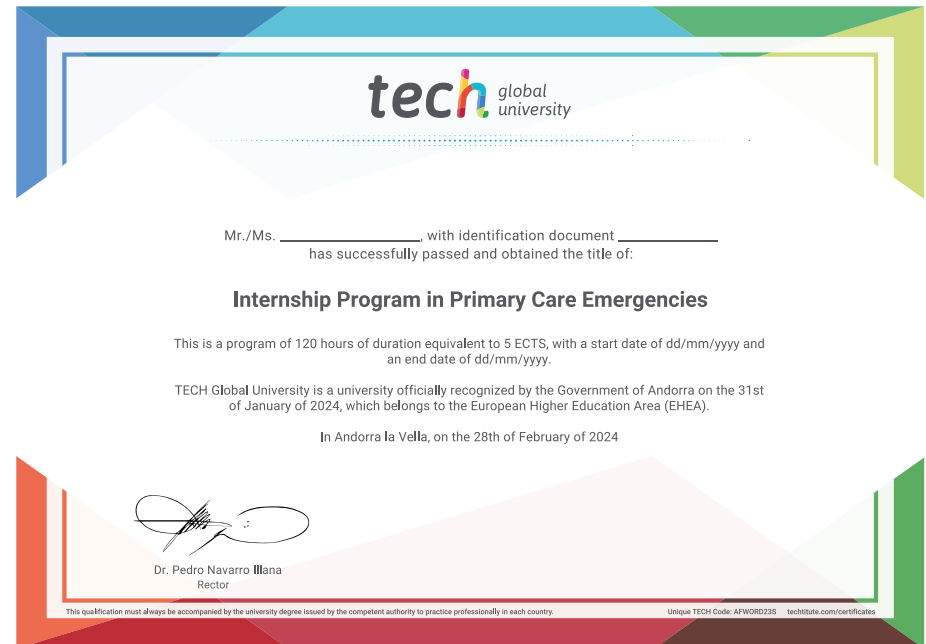 tech global university
Mr./Ms. ____________, with identification document ____________
has successfully passed and obtained the title of:
Internship Program in Primary Care Emergencies
This is a program of 120 hours of duration equivalent to 5 ECTS, with a start date of dd/mm/yyyy and
an end date of dd/mm/yyyy.
TECH Global University is a university officially recognized by the Government of Andorra on the 31st
of January of 2024, which belongs to the European Higher Education Area (EHEA).
In Andorra la Vella, on the 28th of February of 2024
Dr. Pedro Navarro Illana
Rector
This qualification must always be accompanied by the university degree issued by the competent authority to practice professionally in each country.
Unique TECH Code: AFWORD23S techtitute.com/certificates